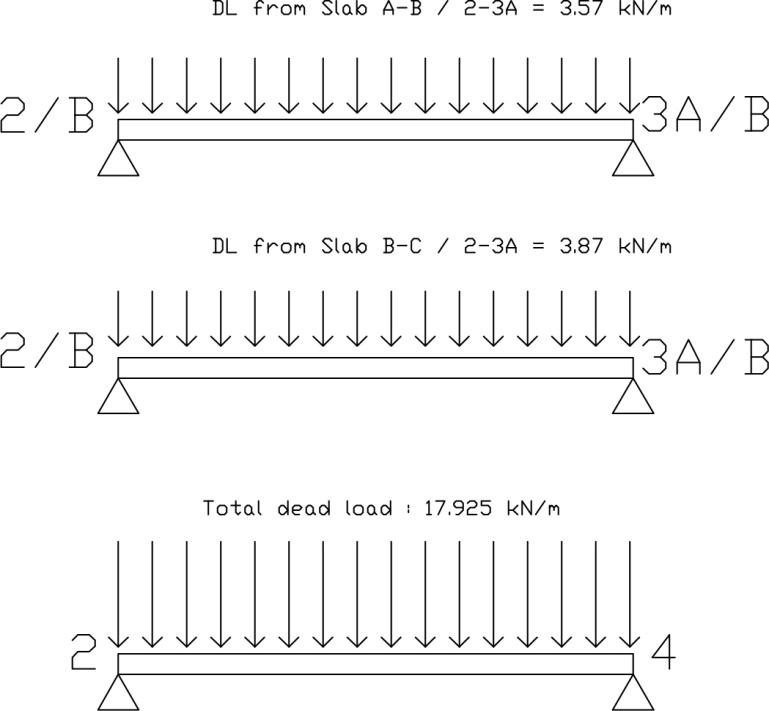 DL from Slab A-B / 2-3A = 3.57 kN/m
2/B 3A/B
DL from Slab B-C / 2-3A = 3.87 kN/m
2/B 3A/B
Total dead load : 17.925 kN/m
2 4